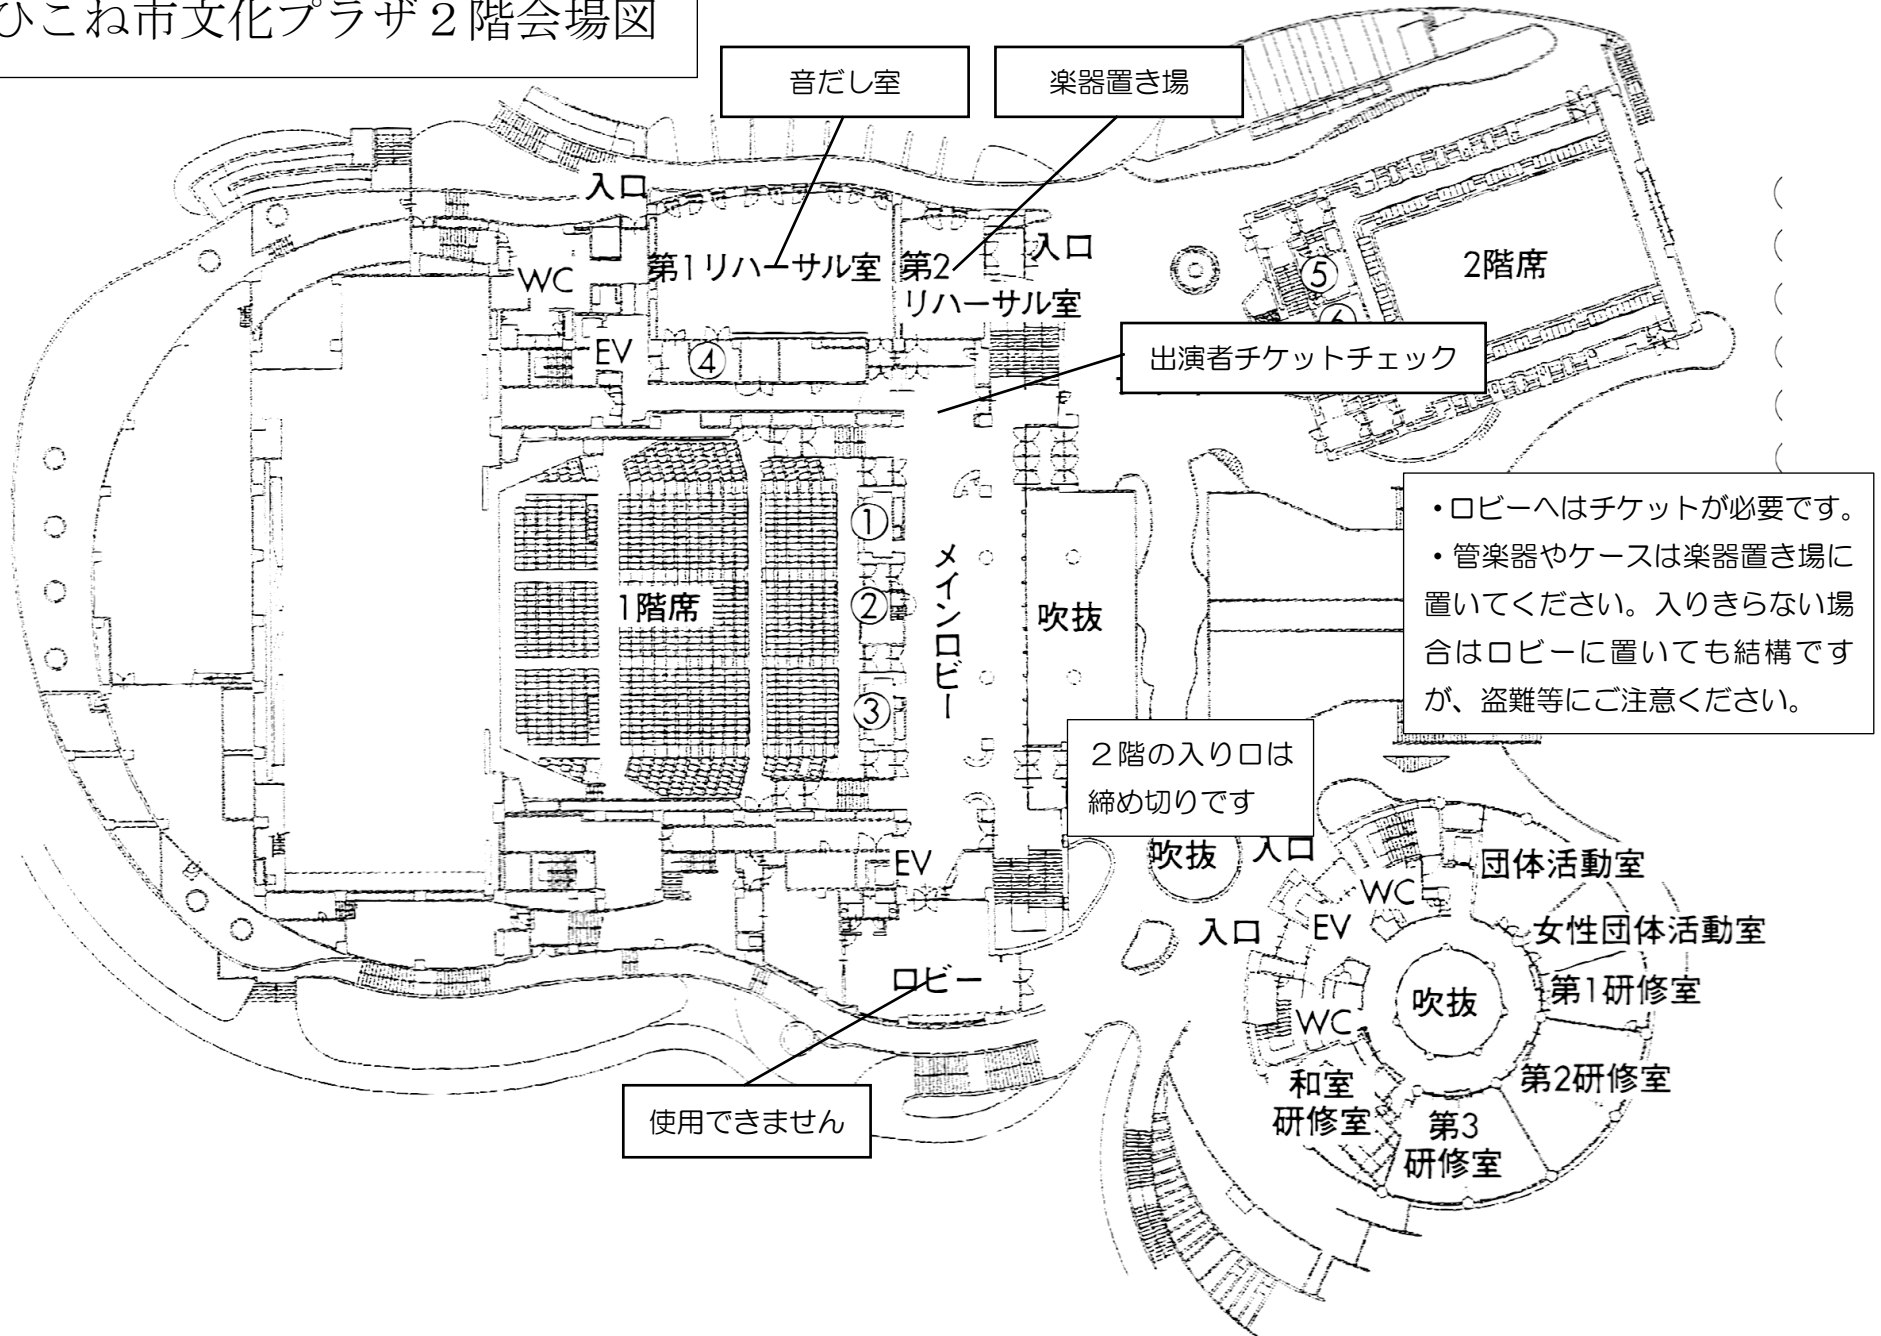 ひこね市文化プラザ２階会場図
音だし室
楽器置き場
入口
WC
第1リハーサル室
第2
リハーサル室
入口
EV
④
⑤
⑥
2階席
出演者チケットチェック
①
②
③
1階席
メインロビー
吹抜
・ロビーへはチケットが必要です。
・管楽器やケースは楽器置き場に
置いてください。入りきらない場
合はロビーに置いても結構です
が、盗難等にご注意ください。
２階の入り口は
締め切りです
EV
ロビー
使用できません
吹抜
入口
入口
WC
EV
WC
吹抜
団体活動室
女性団体活動室
第1研修室
第2研修室
第3
研修室
和室
研修室